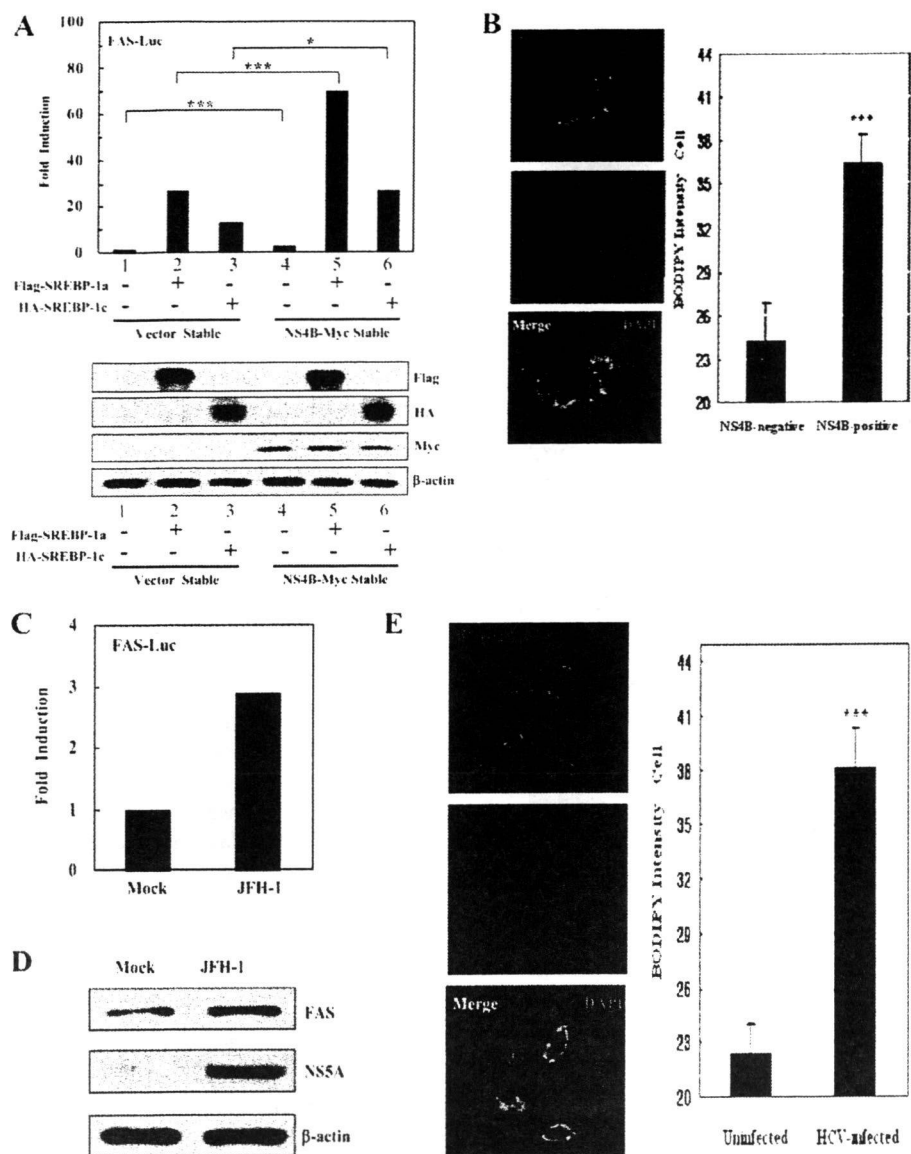 A
FAS-Luc
Fold Induction
100
80
60
40
20
0
*
***
***
1 2 3 4 5 6
Flag-SREBP-1a - + - - + -
HA-SREBP-1c - - + - - +
Vector Stable NS4B-Myc Stable
Flag
HA
Myc
β-actin
1 2 3 4 5 6
Flag-SREBP-1a - + - - + -
HA-SREBP-1c - - + - - +
Vector Stable NS4B-Myc Stable
B
Merge DAPI
BODIPY Intensity Cell
44
41
38
35
32
29
26
23
20
***
NS4B-negative NS4B-positive
C
FAS-Luc
Fold Induction
4
3
2
1
0
Mock JFH-1
D
Mock JFH-1
FAS
NS5A
β-actin
E
Merge DAPI
BODIPY Intensity Cell
44
41
38
35
32
29
26
23
20
***
Uninfected HCV-infected